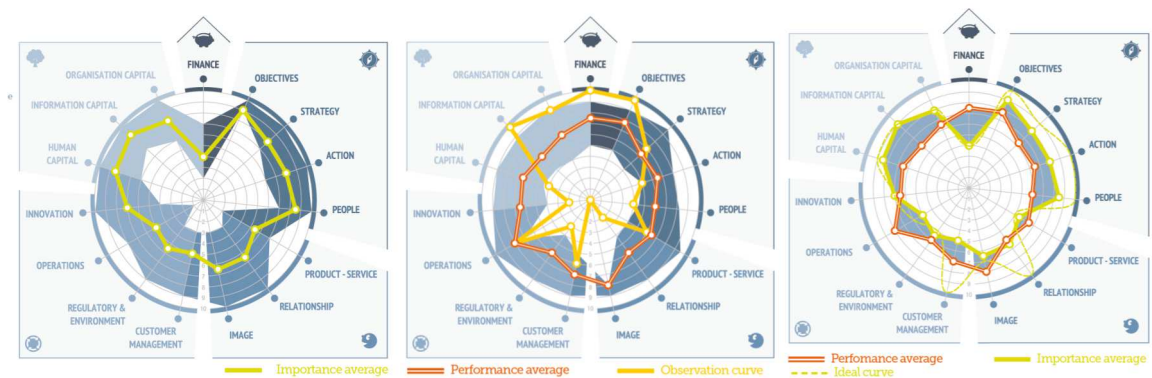 FINANCE
ORGANISATION CAPITAL
OBJECTIVES
INFORMATION CAPITAL
STRATEGY
HUMAN
CAPITAL
ACTION
INNOVATION
PEOPLE
OPERATIONS
PRODUCT - SERVICE
REGULATORY &
ENVIRONMENT
RELATIONSHIP
CUSTOMER
MANAGEMENT
IMAGE
Importance average
FINANCE
ORGANISATION CAPITAL
OBJECTIVES
INFORMATION CAPITAL
STRATEGY
HUMAN
CAPITAL
ACTION
INNOVATION
PEOPLE
OPERATIONS
PRODUCT - SERVICE
REGULATORY &
ENVIRONMENT
RELATIONSHIP
CUSTOMER
MANAGEMENT
IMAGE
Performance average
Observation curve
FINANCE
ORGANISATION CAPITAL
OBJECTIVES
INFORMATION CAPITAL
STRATEGY
HUMAN
CAPITAL
ACTION
INNOVATION
PEOPLE
OPERATIONS
PRODUCT - SERVICE
REGULATORY &
ENVIRONMENT
RELATIONSHIP
CUSTOMER
MANAGEMENT
IMAGE
Perfomance average
Importance average
Ideal curve